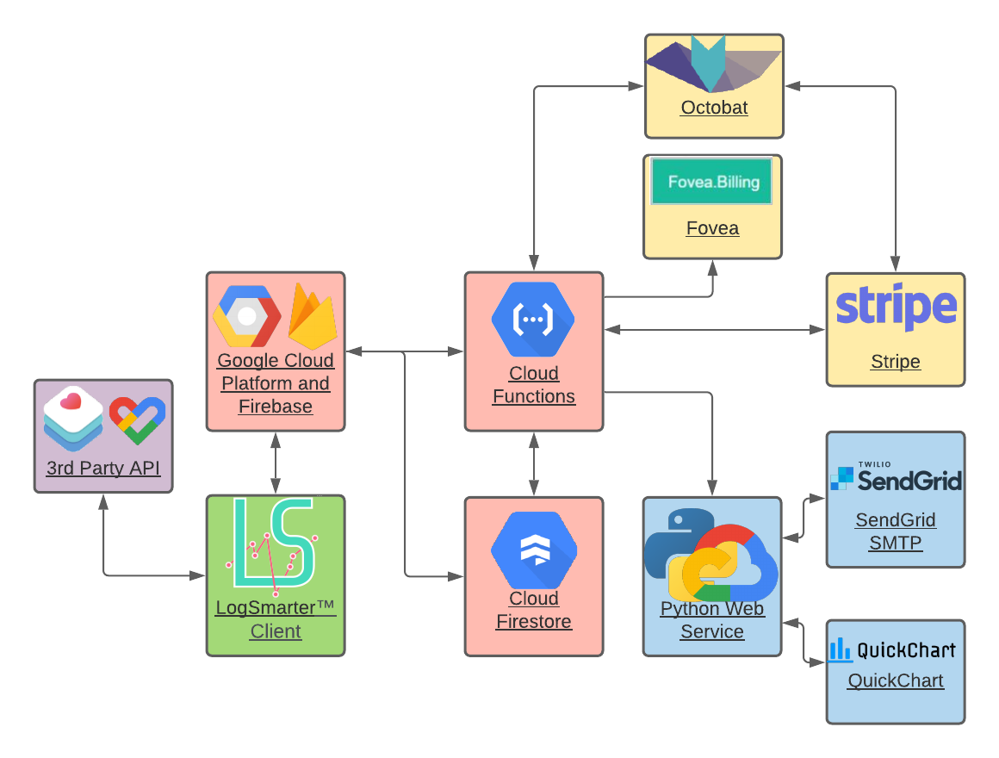 Octobat
Fovea.Billing
Fovea
stripe
Stripe
Google Cloud
Platform and
Firebase
Cloud
Functions
3rd Party API
TWILIO
SendGrid
SendGrid
SMTP
LS
LogSmarter™
Client
Cloud
Firestore
Python Web
Service
QuickChart
QuickChart